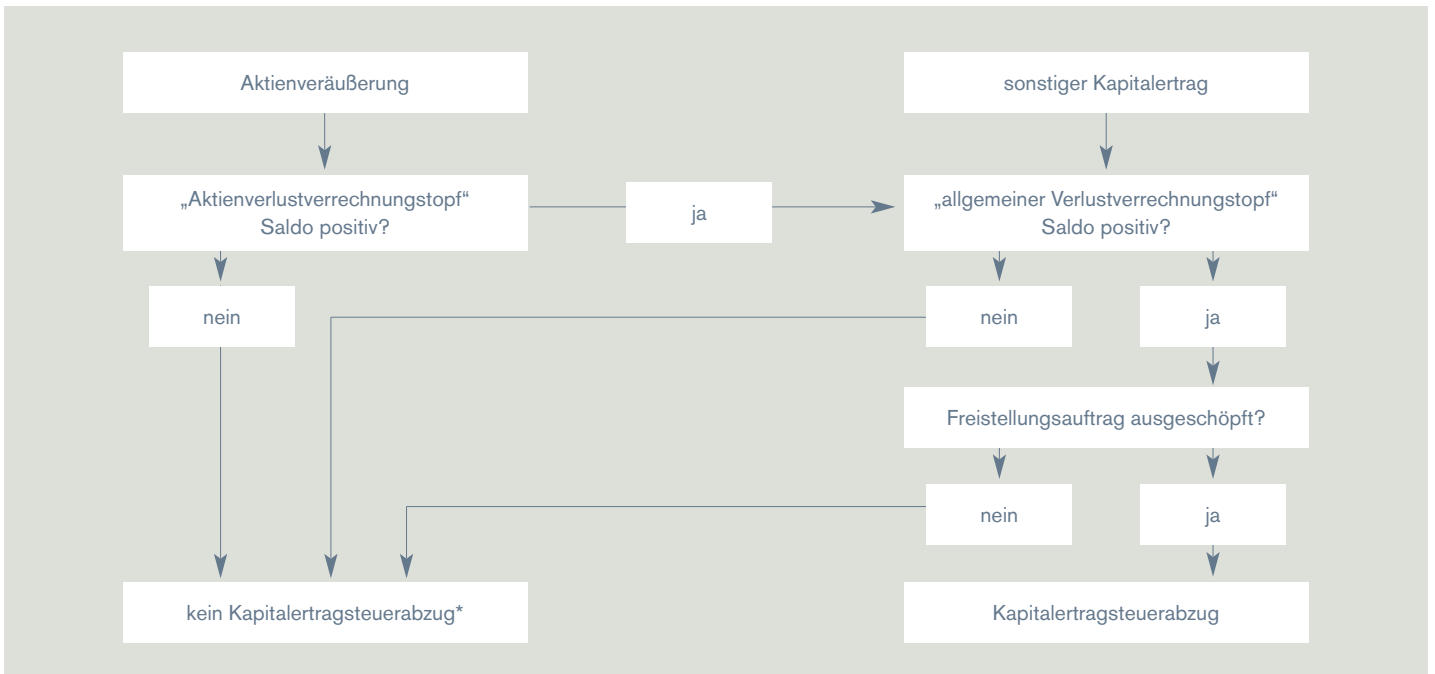 Aktienveräußerung
sonstiger Kapitalertrag
„Aktienverlustverrechnungstopf“
Saldo positiv?
ja
„allgemeiner Verlustverrechnungstopf“
Saldo positiv?
nein
nein
ja
Freistellungsauftrag ausgeschöpft?
nein
ja
kein Kapitalertragsteuerabzug*
Kapitalertragsteuerabzug